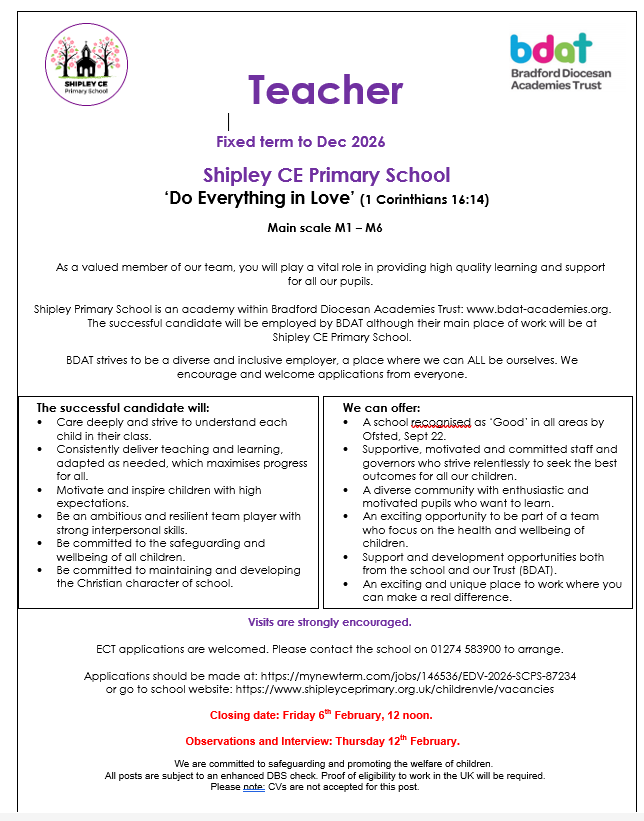 SHIPLEY CE
Primary School
bdat
Bradford Diocesan
Academies Trust
Teacher
Fixed term to Dec 2026
Shipley CE Primary School
‘Do Everything in Love’ (1 Corinthians 16:14)
Main scale M1 – M6
As a valued member of our team, you will play a vital role in providing high quality learning and support
for all our pupils.
Shipley Primary School is an academy within Bradford Diocesan Academies Trust: www.bdat-academies.org.
The successful candidate will be employed by BDAT although their main place of work will be at
Shipley CE Primary School.
BDAT strives to be a diverse and inclusive employer, a place where we can ALL be ourselves. We
encourage and welcome applications from everyone.
The successful candidate will:
• Care deeply and strive to understand each
child in their class.
• Consistently deliver teaching and learning,
adapted as needed, which maximises progress
for all.
• Motivate and inspire children with high
expectations.
• Be an ambitious and resilient team player with
strong interpersonal skills.
• Be committed to the safeguarding and
wellbeing of all children.
• Be committed to maintaining and developing
the Christian character of school.
We can offer:
• A school recognised as ‘Good’ in all areas by
Ofsted, Sept 22.
• Supportive, motivated and committed staff and
governors who strive relentlessly to seek the best
outcomes for all our children.
• A diverse community with enthusiastic and
motivated pupils who want to learn.
• An exciting opportunity to be part of a team
who focus on the health and wellbeing of
children.
• Support and development opportunities both
from the school and our Trust (BDAT).
• An exciting and unique place to work where you
can make a real difference.
Visits are strongly encouraged.
ECT applications are welcomed. Please contact the school on 01274 583900 to arrange.
Applications should be made at: https://mynewterm.com/jobs/146536/EDV-2026-SCPS-87234
or go to school website: https://www.shipleyceprimary.org.uk/childrenvle/vacancies
Closing date: Friday 6th February, 12 noon.
Observations and Interview: Thursday 12th February.
We are committed to safeguarding and promoting the welfare of children.
All posts are subject to an enhanced DBS check. Proof of eligibility to work in the UK will be required.
Please note: CVs are not accepted for this post.